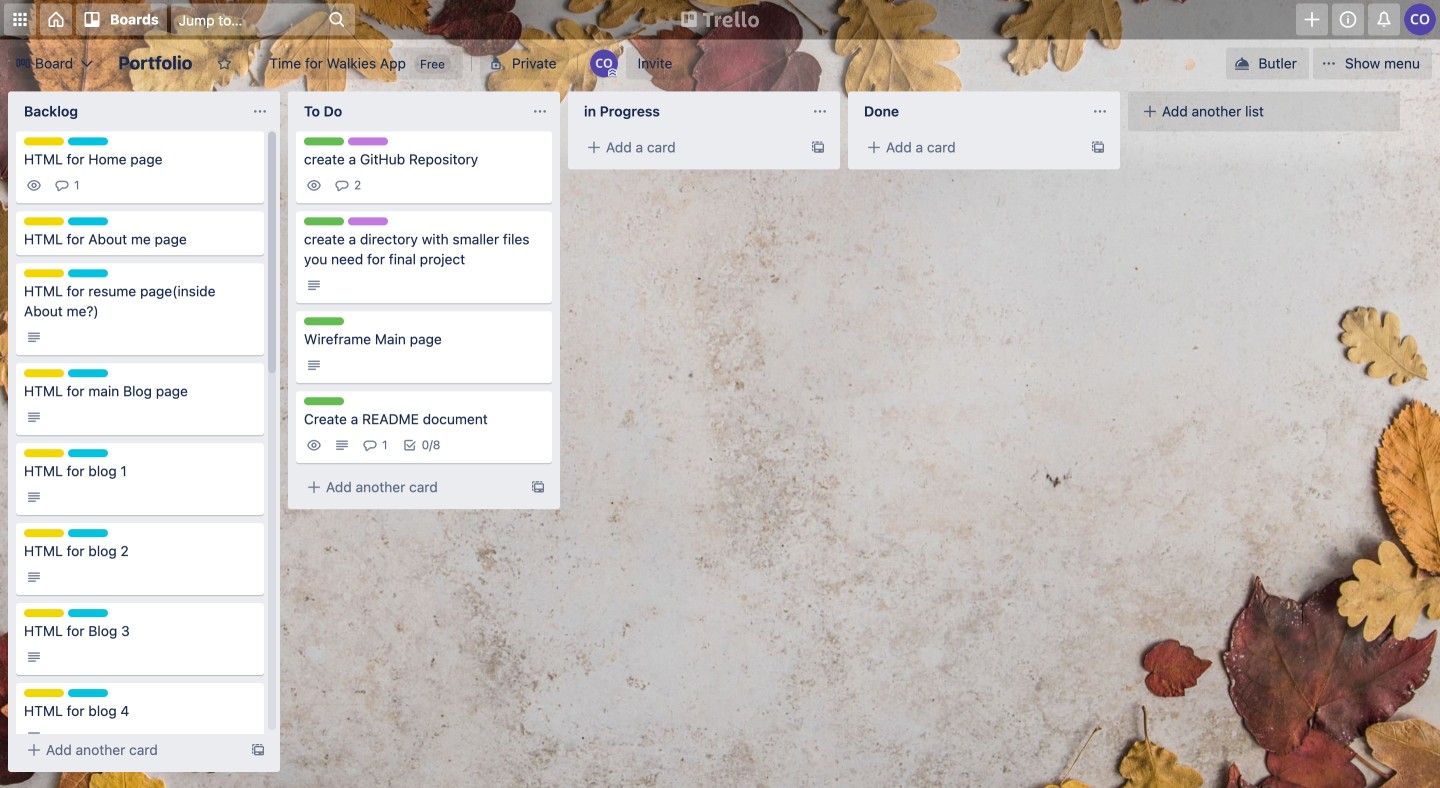 Boards
Jump to...
Trello
CO
Board
Portfolio
Time for Walkies App
Free
Private
CO
Invite
Butler
Show menu
Backlog
HTML for Home page
1
HTML for About me page
HTML for resume page(inside
About me?)
HTML for main Blog page
HTML for blog 1
HTML for blog 2
HTML for Blog 3
HTML for blog 4
Add another card
To Do
create a GitHub Repository
2
create a directory with smaller files
you need for final project
Wireframe Main page
Create a README document
1
0/8
Add another card
in Progress
Add a card
Done
Add a card
Add another list